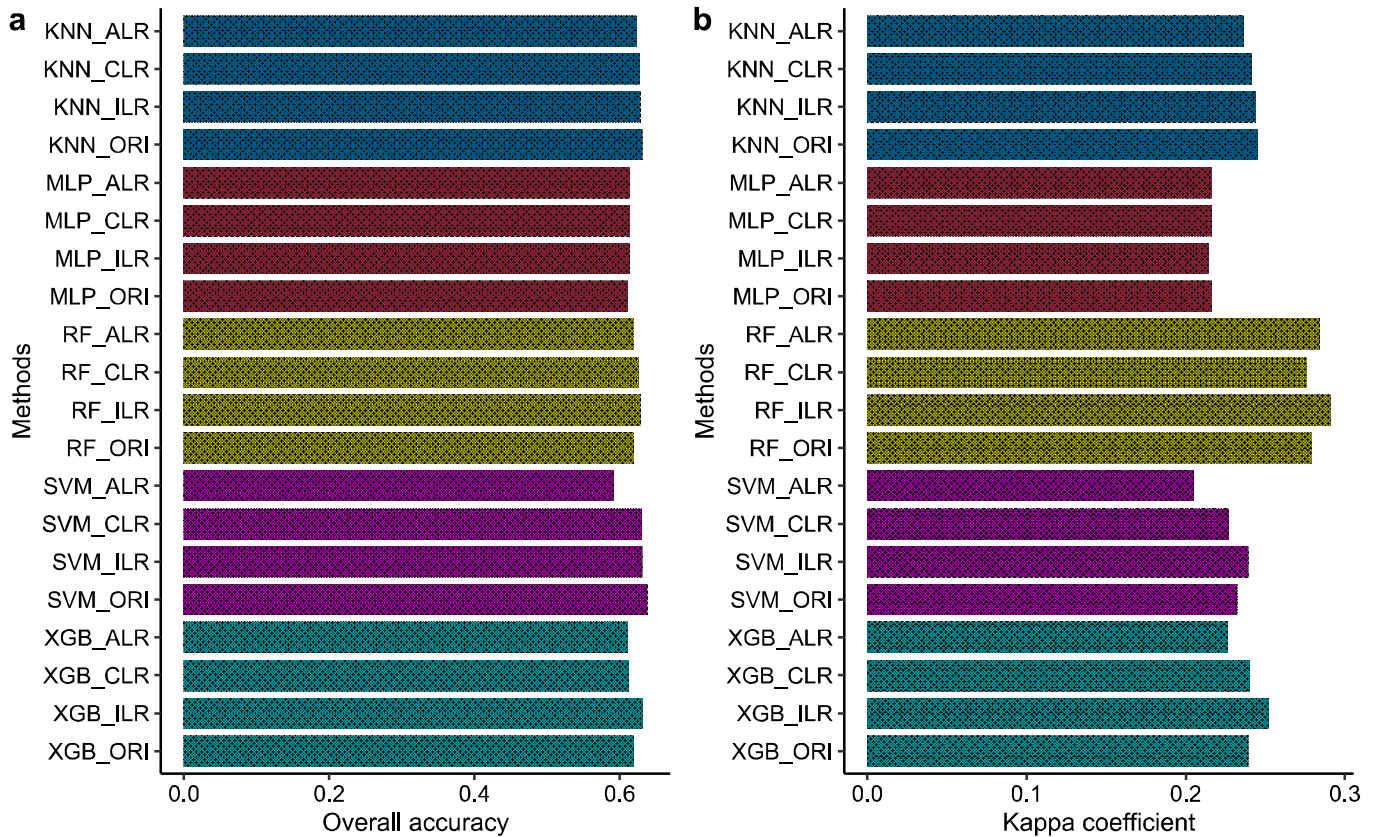 a
KNN_ALR
KNN_CLR
KNN_ILR
KNN_ORI
MLP_ALR
MLP_CLR
MLP_ILR
MLP_ORI
RF_ALR
RF_CLR
RF_ILR
RF_ORI
SVM_ALR
SVM_CLR
SVM_ILR
SVM_ORI
XGB_ALR
XGB_CLR
XGB_ILR
XGB_ORI
Methods
0.0 0.2 0.4 0.6
Overall accuracy
b
KNN_ALR
KNN_CLR
KNN_ILR
KNN_ORI
MLP_ALR
MLP_CLR
MLP_ILR
MLP_ORI
RF_ALR
RF_CLR
RF_ILR
RF_ORI
SVM_ALR
SVM_CLR
SVM_ILR
SVM_ORI
XGB_ALR
XGB_CLR
XGB_ILR
XGB_ORI
Methods
0.0 0.1 0.2 0.3
Kappa coefficient